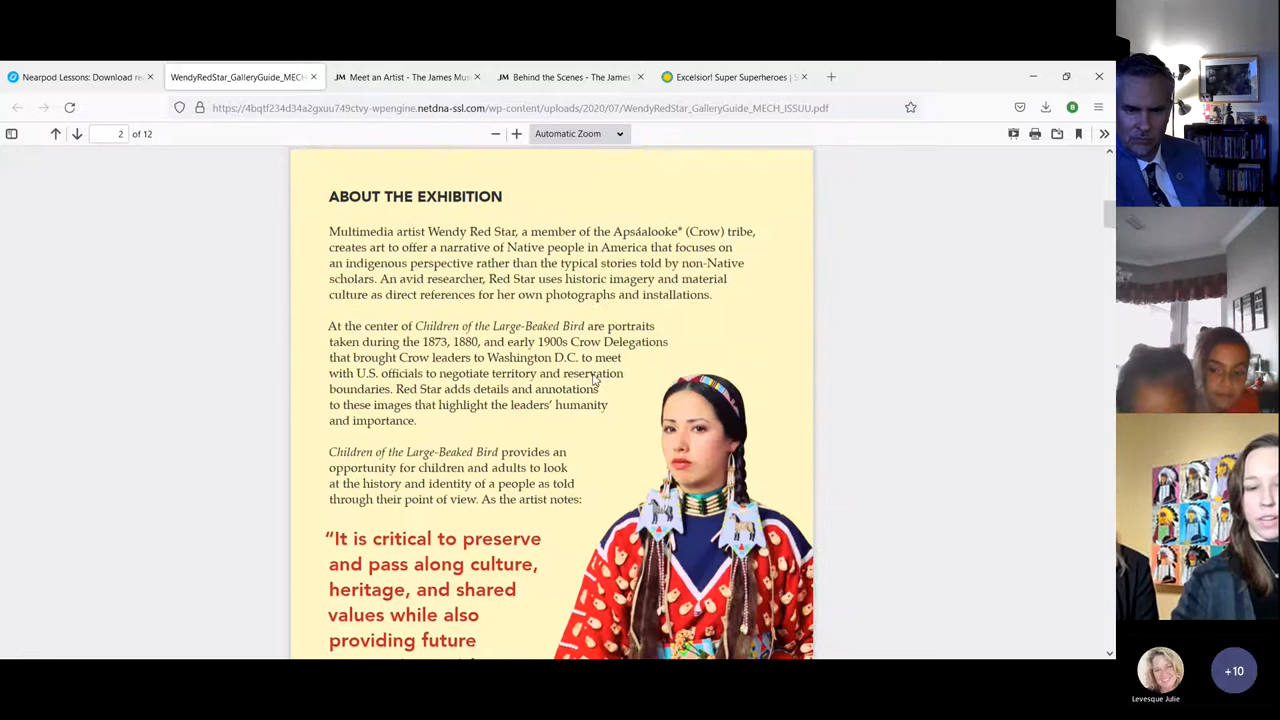 Nearpod Lessons: Download re
WendyRedStar_GalleryGuide_MECH
JM Meet an Artist - The James Mus
JM Behind the Scenes - The James
Excelsior! Super Superheroes | S
https://4bqtf234d34a2gxuu749ctvy-wpengine.netdna-ssl.com/wp-content/uploads/2020/07/WendyRedStar_GalleryGuide_MECH_ISSUU.pdf
2 of 12
Automatic Zoom
ABOUT THE EXHIBITION
Multimedia artist Wendy Red Star, a member of the Apsáalooke* (Crow) tribe,
creates art to offer a narrative of Native people in America that focuses on
an indigenous perspective rather than the typical stories told by non-Native
scholars. An avid researcher, Red Star uses historic imagery and material
culture as direct references for her own photographs and installations.
At the center of Children of the Large-Beaked Bird are portraits
taken during the 1873, 1880, and early 1900s Crow Delegations
that brought Crow leaders to Washington D.C. to meet
with U.S. officials to negotiate territory and reservation
boundaries. Red Star adds details and annotations
to these images that highlight the leaders' humanity
and importance.
Children of the Large-Beaked Bird provides an
opportunity for children and adults to look
at the history and identity of a people as told
through their point of view. As the artist notes:
“It is critical to preserve
and pass along culture,
heritage, and shared
values while also
providing future
Levesque Julie
+10